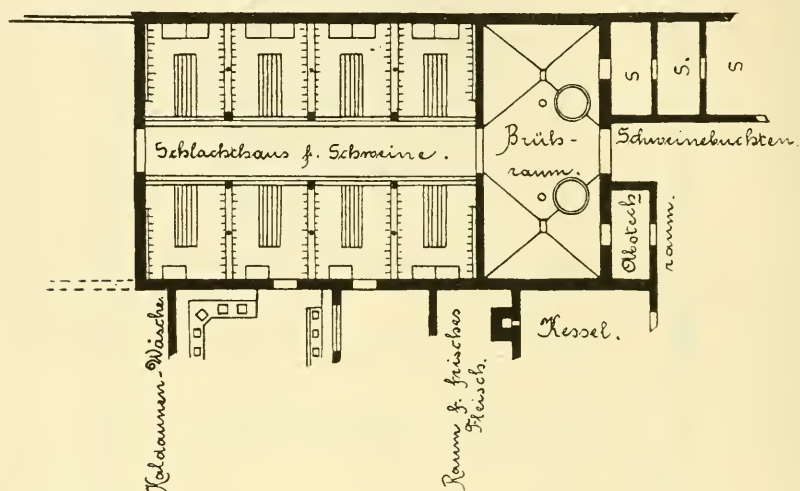 S
S.
S
Schlachthaus f. Schweine.
Brüh-
raum.
Schweinebuchten.
Abstech-
raum.
Kaldaunen-Wäsche.
Raum f. frisches
Fleisch.
Kessel.